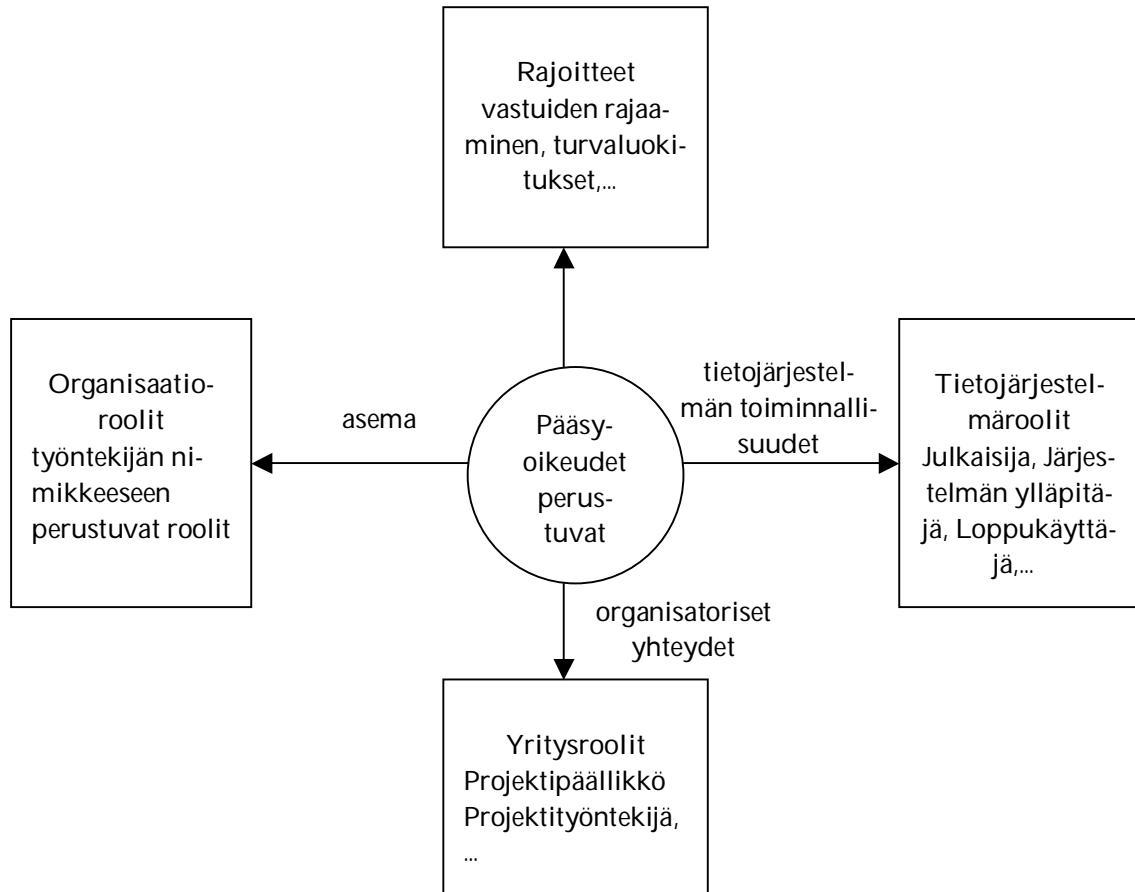 Rajoitteet
vastuiden rajaa-
minen, turvaluoki-
tukset,...
Organisaatio-
roolit
työntekijän ni-
mikkeeseen
perustuvat roolit
asema
Pääsy-
oikeudet
perus-
tuvat
tietojärjestel-
män toiminnalli-
suudet
Tietojärjestel-
märoolit
Julkaisija, Järjes-
telmän ylläpitä-
jä, Loppukäyttä-
jä,...
organisatoriset
yhteydet
Yritysroolit
Projektipäällikkö
Projektityöntekijä,
...